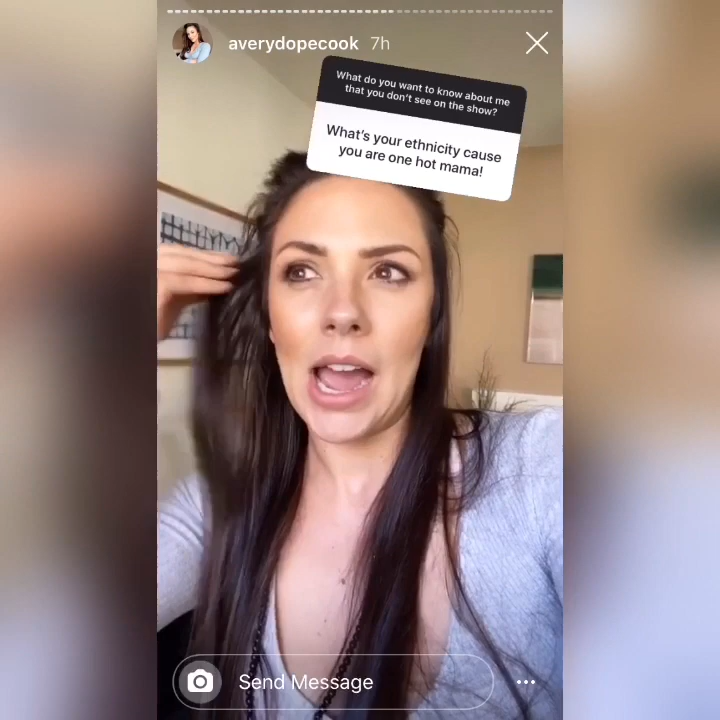 averydopecook 7h
What do you want to know about me
that you don't see on the show?
What's your ethnicity cause
you are one hot mama!
Send Message